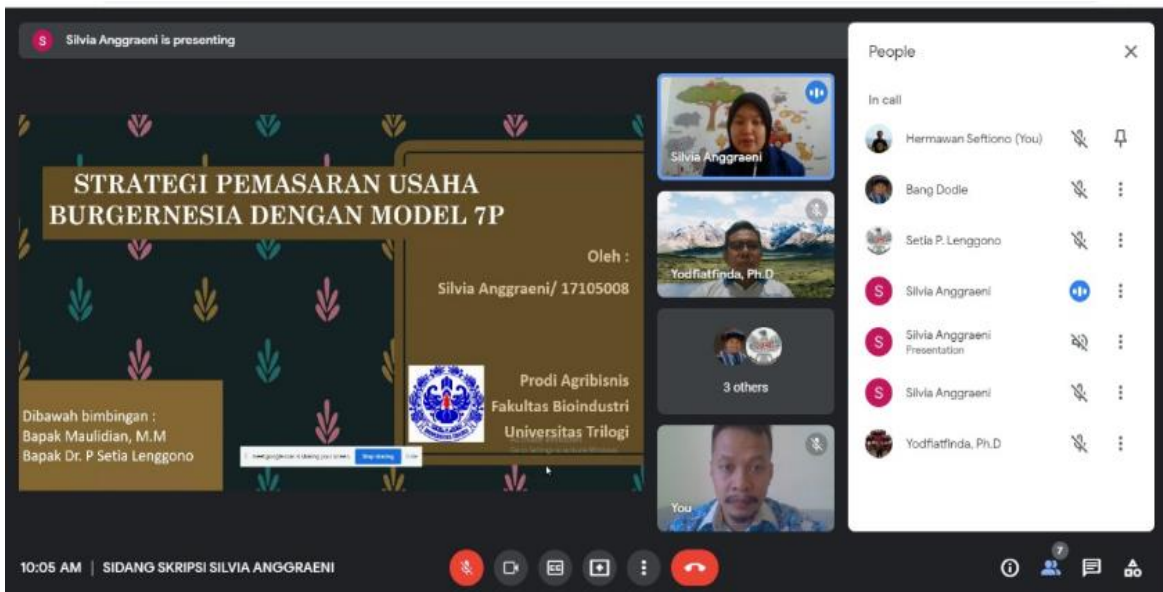 S Silvia Anggraeni is presenting
STRATEGI PEMASARAN USAHA
BURGERNESIA DENGAN MODEL 7P
Oleh :
Silvia Anggraeni/ 17105008
Prodi Agribisnis
Fakultas Bioindustri
Universitas Trilogi
Dibawah bimbingan :
Bapak Maulidian, M.M
Bapak Dr. P Setia Lenggono
Stop sharing
Silvia Anggraeni
Yodfiatfinda, Ph.D
3 others
You
People
In call
Hermawan Seftiono (You)
Bang Dodie
Setia P. Lenggono
S Silvia Anggraeni
S Silvia Anggraeni
Presentation
S Silvia Anggraeni
Yodfiatfinda, Ph.D
10:05 AM | SIDANG SKRIPSI SILVIA ANGGRAENI
CC
7